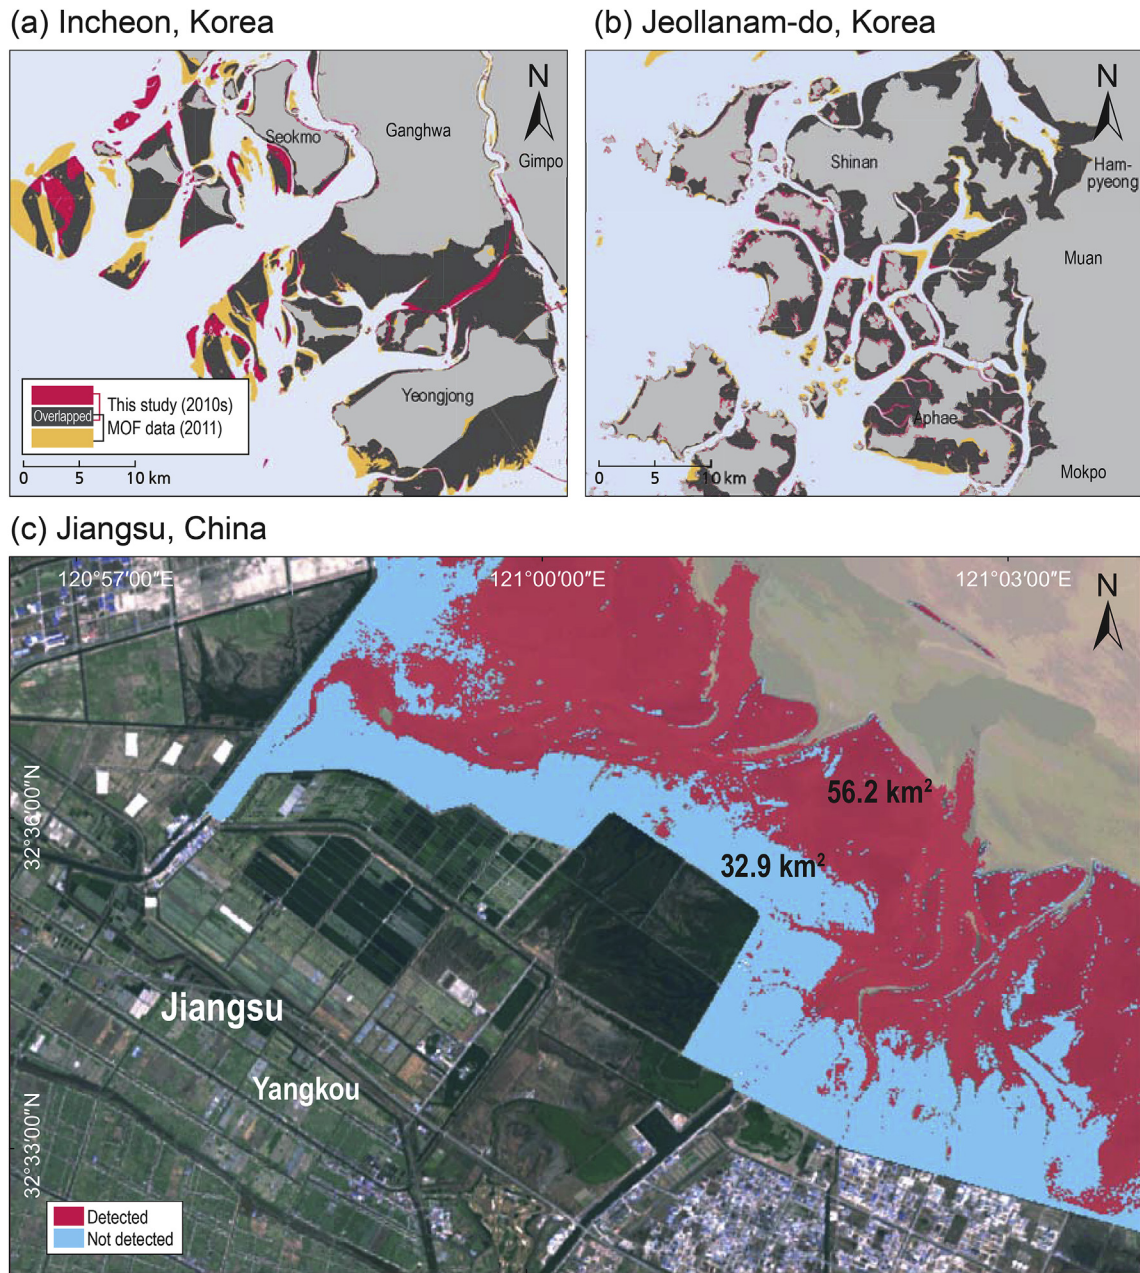 (a) Incheon, Korea
(b) Jeollanam-do, Korea
N
Seokmo
Ganghwa
Gimpo
Yeongjong
This study (2010s)
Overlapped
MOF data (2011)
0 5 10 km
N
Shinan
Ham-
pyeong
Muan
Aphae
Mokpo
0 5 10 km
(c) Jiangsu, China
120°57′00″E
121°00′00″E
121°03′00″E
N
32°36′00″N
56.2 km²
32.9 km²
Jiangsu
Yangkou
32°33′00″N
Detected
Not detected